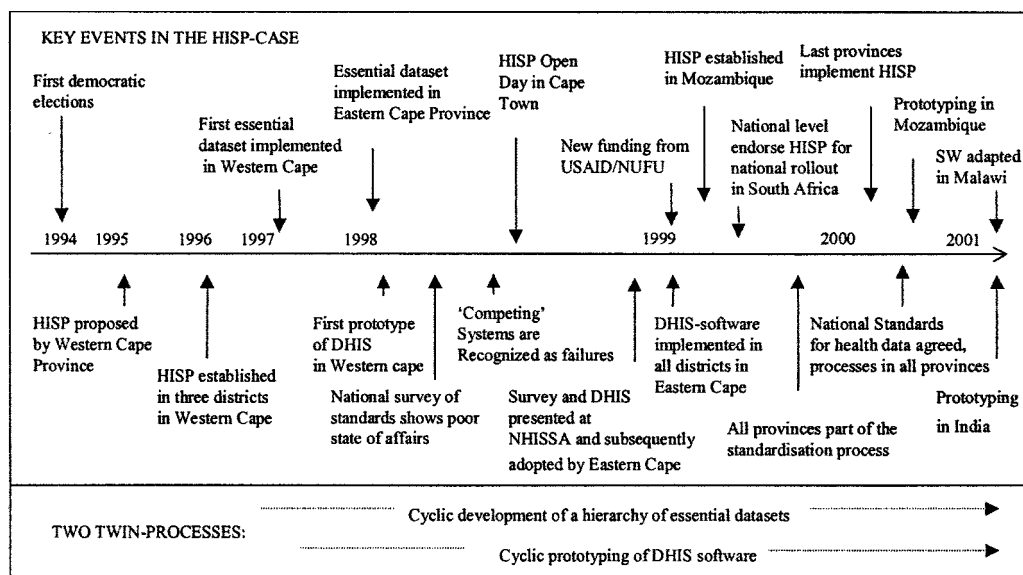 KEY EVENTS IN THE HISP-CASE
First democratic
elections
First essential
dataset implemented
in Western Cape
Essential dataset
implemented in
Eastern Cape Province
HISP Open
Day in Cape
Town
New funding from
USAID/NUFU
HISP established
in Mozambique
National level
endorse HISP for
national rollout
in South Africa
Last provinces
implement HISP
Prototyping in
Mozambique
SW adapted
in Malawi
1994 1995 1996 1997 1998 1999 2000 2001
HISP proposed
by Western Cape
Province
HISP established
in three districts
in Western Cape
First prototype
of DHIS
in Western cape
National survey of
standards shows poor
state of affairs
‘Competing’
Systems are
Recognized as failures
Survey and DHIS
presented at
NHISSA and subsequently
adopted by Eastern Cape
DHIS-software
implemented in
all districts in
Eastern Cape
All provinces part of the
standardisation process
National Standards
for health data agreed,
processes in all provinces
Prototyping
in India
TWO TWIN-PROCESSES:
Cyclic development of a hierarchy of essential datasets
Cyclic prototyping of DHIS software